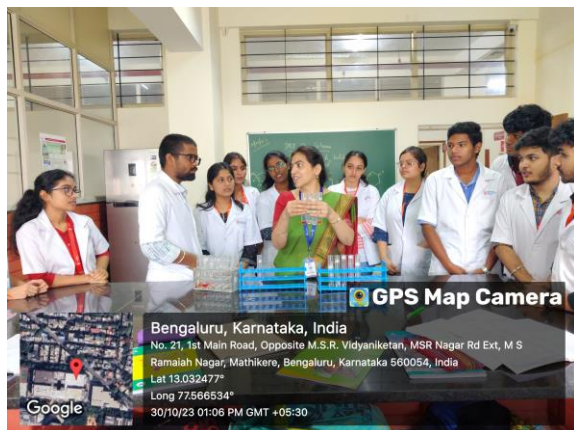 GPS Map Camera
Bengaluru, Karnataka, India
No. 21, 1st Main Road, Opposite M.S.R. Vidyaniketan, MSR Nagar Rd Ext, M S
Ramaiah Nagar, Mathikere, Bengaluru, Karnataka 560054, India
Lat 13.032477°
Long 77.566534°
30/10/23 01:06 PM GMT +05:30
Google